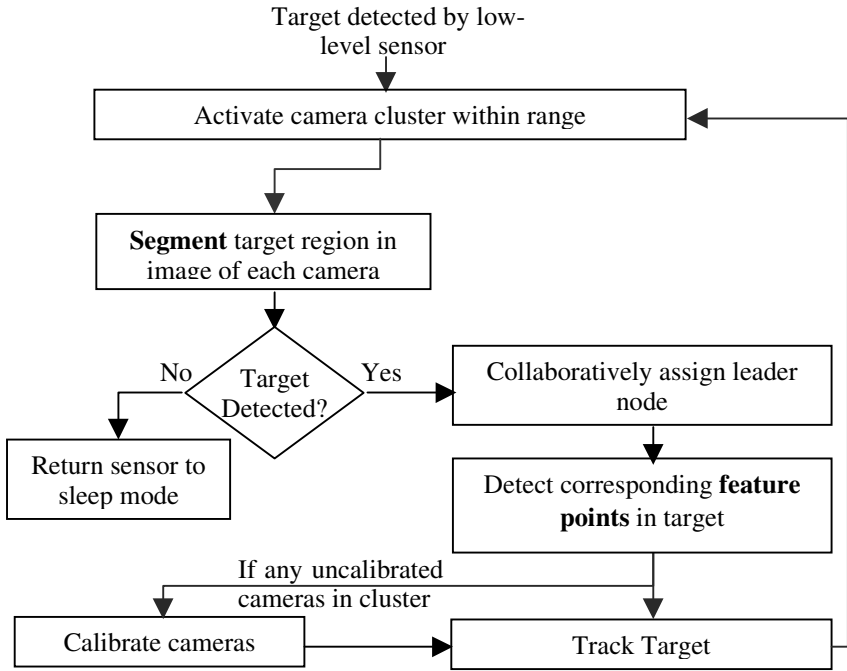 Target detected by low-
level sensor
Activate camera cluster within range
Segment target region in
image of each camera
No
Target
Detected?
Yes
Collaboratively assign leader
node
Return sensor to
sleep mode
Detect corresponding feature
points in target
If any uncalibrated
cameras in cluster
Calibrate cameras
Track Target